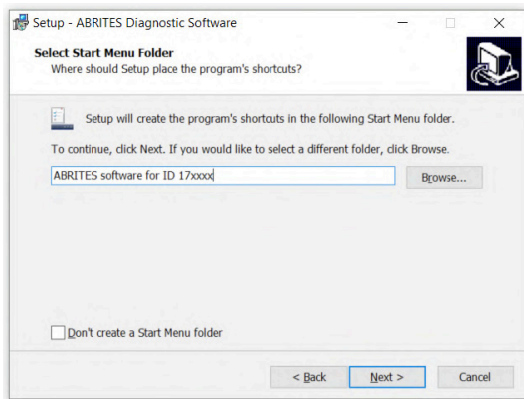 Setup - ABRITES Diagnostic Software
Select Start Menu Folder
Where should Setup place the program's shortcuts?
Setup will create the program's shortcuts in the following Start Menu folder.
To continue, click Next. If you would like to select a different folder, click Browse.
ABRITES software for ID 17xxxx
Browse...
Don't create a Start Menu folder
< Back
Next >
Cancel